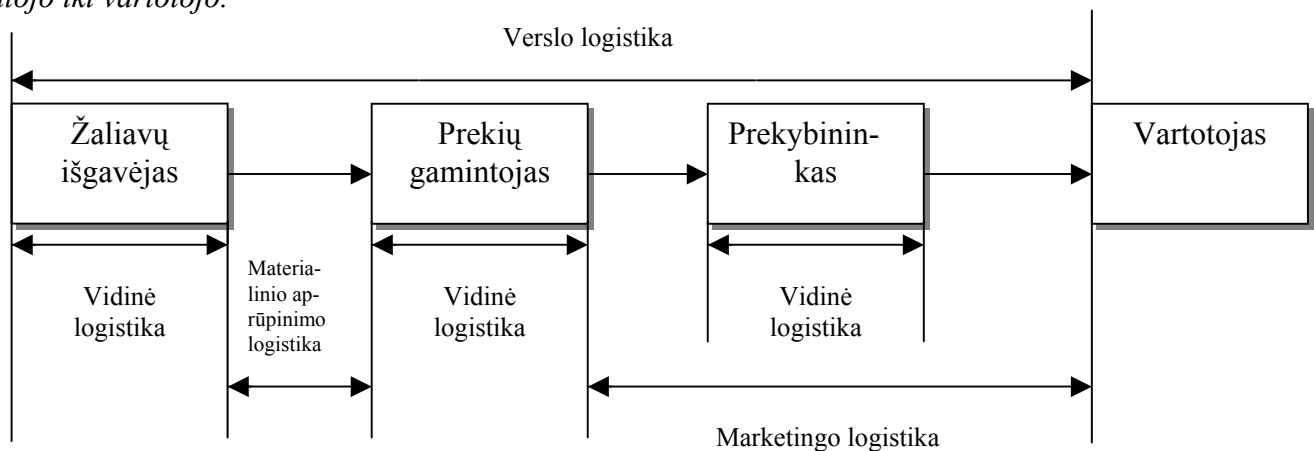 iki vartotojo.
Verslo logistika
Žaliavų
išgavėjas
Prekių
gamintojas
Prekybinin-
kas
Vartotojas
Vidinė
logistika
Materia-
linio ap-
rūpinimo
logistika
Vidinė
logistika
Vidinė
logistika
Marketingo logistika